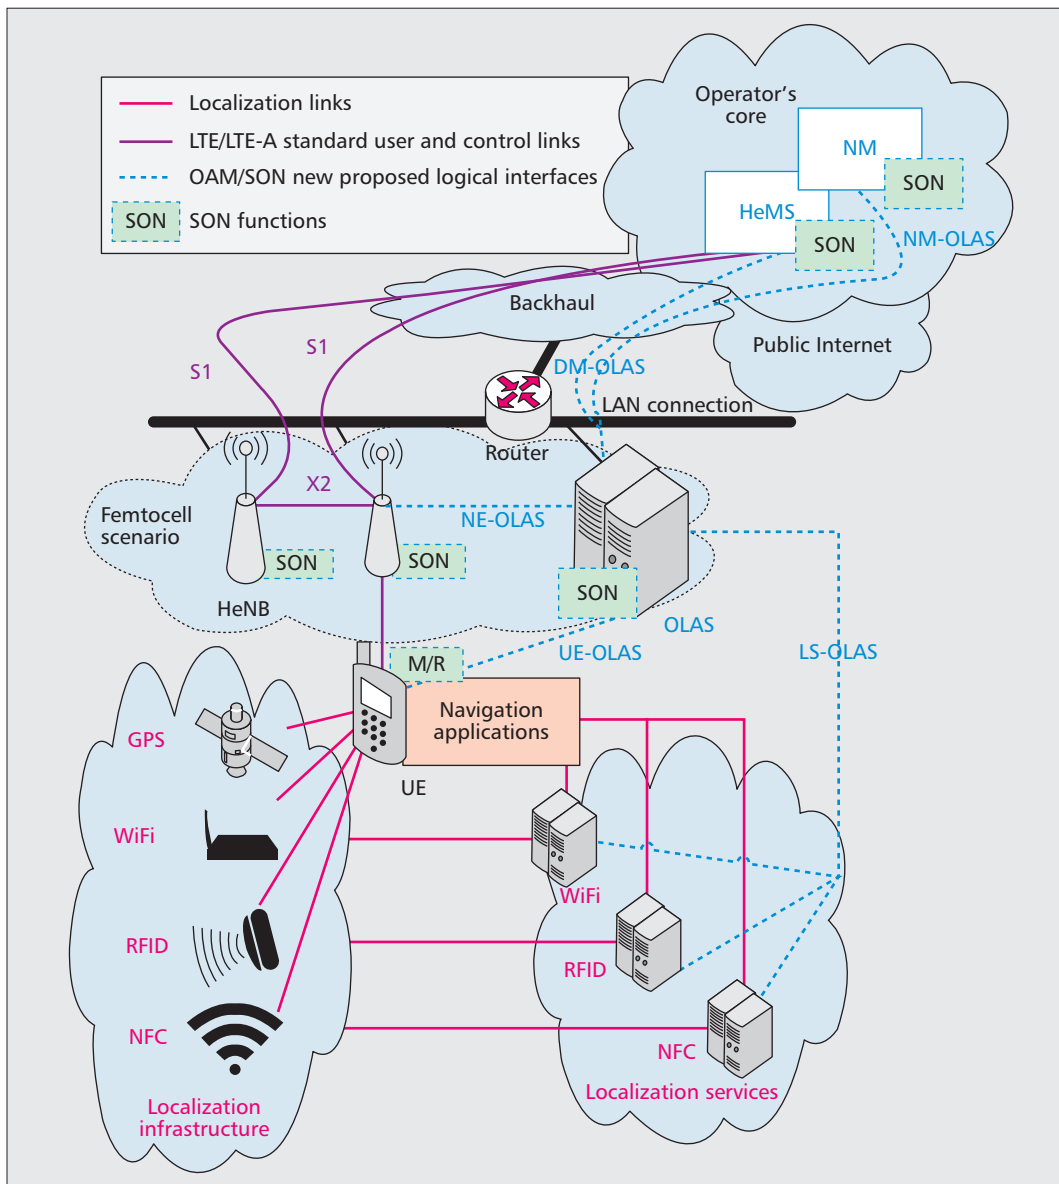 Localization links
LTE/LTE-A standard user and control links
OAM/SON new proposed logical interfaces
SON
SON functions
Operator's
core
NM
SON
HeMS
SON
NM-OLAS
Backhaul
Public Internet
S1
S1
DM-OLAS
LAN connection
Router
X2
Femtocell
scenario
NE-OLAS
SON
SON
HeNB
SON
OLAS
UE-OLAS
LS-OLAS
M/R
Navigation
applications
UE
GPS
WiFi
RFID
NFC
Localization
infrastructure
WiFi
RFID
NFC
Localization services